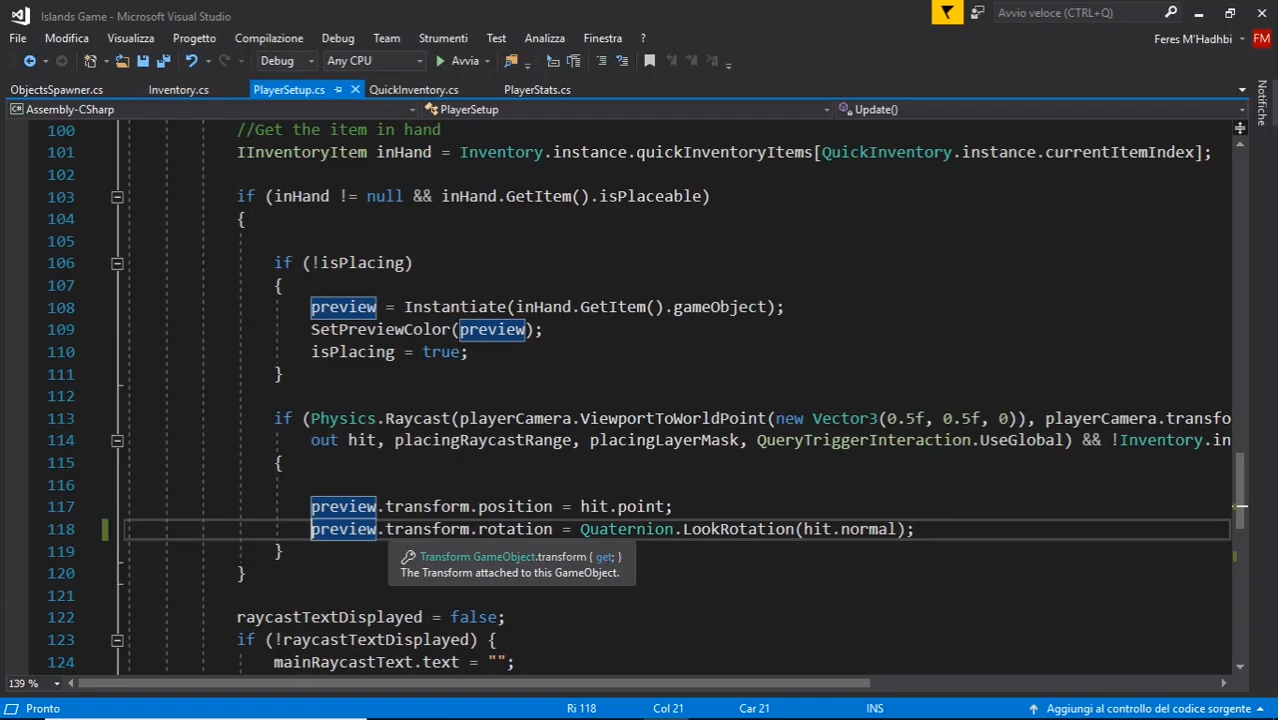 Islands Game - Microsoft Visual Studio
Avvio veloce (CTRL+Q)
File Modifica Visualizza Progetto Compilazione Debug Team Strumenti Test Analizza Finestra ?
Feres M'Hadhbi FM
Debug Any CPU Avvia
ObjectsSpawner.cs Inventory.cs PlayerSetup.cs QuickInventory.cs PlayerStats.cs
Assembly-CSharp PlayerSetup Update()
Notifiche
100 //Get the item in hand
101 IInventoryItem inHand = Inventory.instance.quickInventoryItems[QuickInventory.instance.currentItemIndex];
102
103 if (inHand != null && inHand.GetItem().isPlaceable)
104 {
105
106 if (!isPlacing)
107 {
108 preview = Instantiate(inHand.GetItem().gameObject);
109 SetPreviewColor(preview);
110 isPlacing = true;
111 }
112
113 if (Physics.Raycast(playerCamera.ViewportToWorldPoint(new Vector3(0.5f, 0.5f, 0)), playerCamera.transfo
114 out hit, placingRaycastRange, placingLayerMask, QueryTriggerInteraction.UseGlobal) && !Inventory.in
115 {
116
117 preview.transform.position = hit.point;
118 preview.transform.rotation = Quaternion.LookRotation(hit.normal);
119 }
Transform GameObject.transform { get; }
The Transform attached to this GameObject.
120 }
121
122 raycastTextDisplayed = false;
123 if (!raycastTextDisplayed) {
124 mainRaycastText.text = "";
139 %
Pronto Ri 118 Col 21 Car 21 INS Aggiungi al controllo del codice sorgente